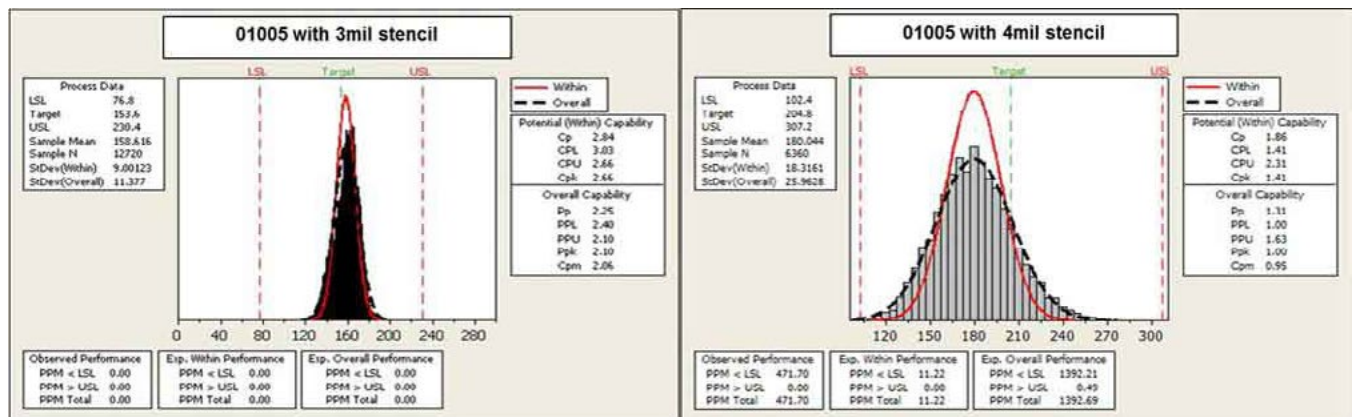 01005 with 3mil stencil
LSL Target USL
Process Data
LSL 76.8
Target 153.6
USL 230.4
Sample Mean 158.616
Sample N 12720
StDev(Within) 9.00123
StDev(Overall) 11.377
Within
Overall
Potential (Within) Capability
Cp 2.84
CPL 3.03
CPU 2.66
Cpk 2.66
Overall Capability
Pp 2.25
PPL 2.40
PPU 2.10
Ppk 2.10
Cpm 2.06
0 40 80 120 160 200 240 280
Observed Performance
PPM < LSL 0.00
PPM > USL 0.00
PPM Total 0.00
Exp. Within Performance
PPM < LSL 0.00
PPM > USL 0.00
PPM Total 0.00
Exp. Overall Performance
PPM < LSL 0.00
PPM > USL 0.00
PPM Total 0.00
01005 with 4mil stencil
LSL Target USL
Process Data
LSL 102.4
Target 204.8
USL 307.2
Sample Mean 180.044
Sample N 6360
StDev(Within) 18.3161
StDev(Overall) 25.9628
Within
Overall
Potential (Within) Capability
Cp 1.86
CPL 1.41
CPU 2.31
Cpk 1.41
Overall Capability
Pp 1.31
PPL 1.00
PPU 1.63
Ppk 1.00
Cpm 0.95
120 150 180 210 240 270 300
Observed Performance
PPM < LSL 471.70
PPM > USL 0.00
PPM Total 471.70
Exp. Within Performance
PPM < LSL 11.22
PPM > USL 0.00
PPM Total 11.22
Exp. Overall Performance
PPM < LSL 1392.21
PPM > USL 0.49
PPM Total 1392.69